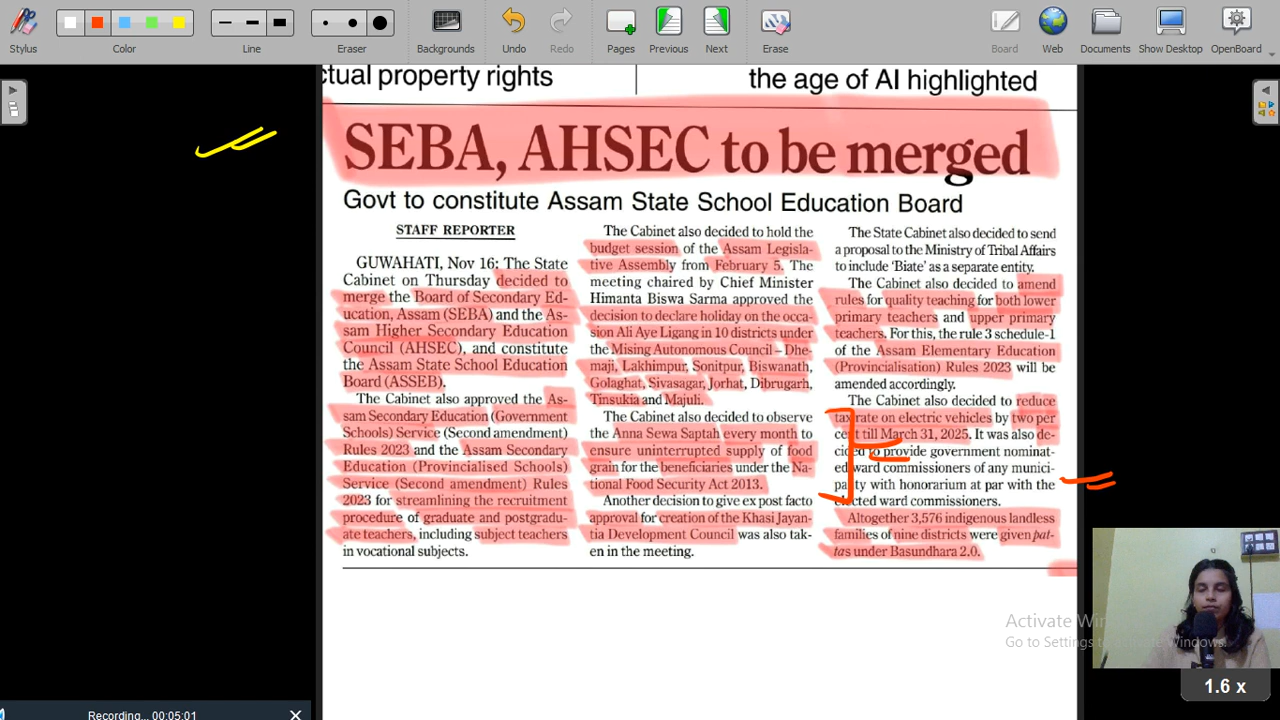 Stylus Color Line Eraser Backgrounds Undo Redo Pages Previous Next Erase Board Web Documents Show Desktop OpenBoard
ctual property rights
the age of AI highlighted
SEBA, AHSEC to be merged
Govt to constitute Assam State School Education Board
STAFF REPORTER
GUWAHATI, Nov 16: The State
Cabinet on Thursday decided to
merge the Board of Secondary Ed-
ucation, Assam (SEBA) and the As-
sam Higher Secondary Education
Council (AHSEC), and constitute
the Assam State School Education
Board (ASSEB).
The Cabinet also approved the As-
sam Secondary Education (Government
Schools) Service (Second amendment)
Rules 2023 and the Assam Secondary
Education (Provincialised Schools)
Service (Second amendment) Rules
2023 for streamlining the recruitment
procedure of graduate and postgradu-
ate teachers, including subject teachers
in vocational subjects.
The Cabinet also decided to hold the
budget session of the Assam Legisla-
tive Assembly from February 5. The
meeting chaired by Chief Minister
Himanta Biswa Sarma approved the
decision to declare holiday on the occa-
sion Ali Aye Ligang in 10 districts under
the Mising Autonomous Council – Dhe-
maji, Lakhimpur, Sonitpur, Biswanath,
Golaghat, Sivasagar, Jorhat, Dibrugarh,
Tinsukia and Majuli.
The Cabinet also decided to observe
the Anna Sewa Saptah every month to
ensure uninterrupted supply of food
grain for the beneficiaries under the Na-
tional Food Security Act 2013.
Another decision to give ex post facto
approval for creation of the Khasi Jayan-
tia Development Council was also tak-
en in the meeting.
The State Cabinet also decided to send
a proposal to the Ministry of Tribal Affairs
to include 'Biate' as a separate entity.
The Cabinet also decided to amend
rules for quality teaching for both lower
primary teachers and upper primary
teachers. For this, the rule 3 schedule-1
of the Assam Elementary Education
(Provincialisation) Rules 2023 will be
amended accordingly.
The Cabinet also decided to reduce
tax rate on electric vehicles by two per
cent till March 31, 2025. It was also de-
cided to provide government nominat-
ed ward commissioners of any munici-
pality with honorarium at par with the
elected ward commissioners.
Altogether 3,576 indigenous landless
families of nine districts were given pat-
tas under Basundhara 2.0.
Activate Win
Go to Settings to activate Windows.
1.6 x
Recording... 00:05:01